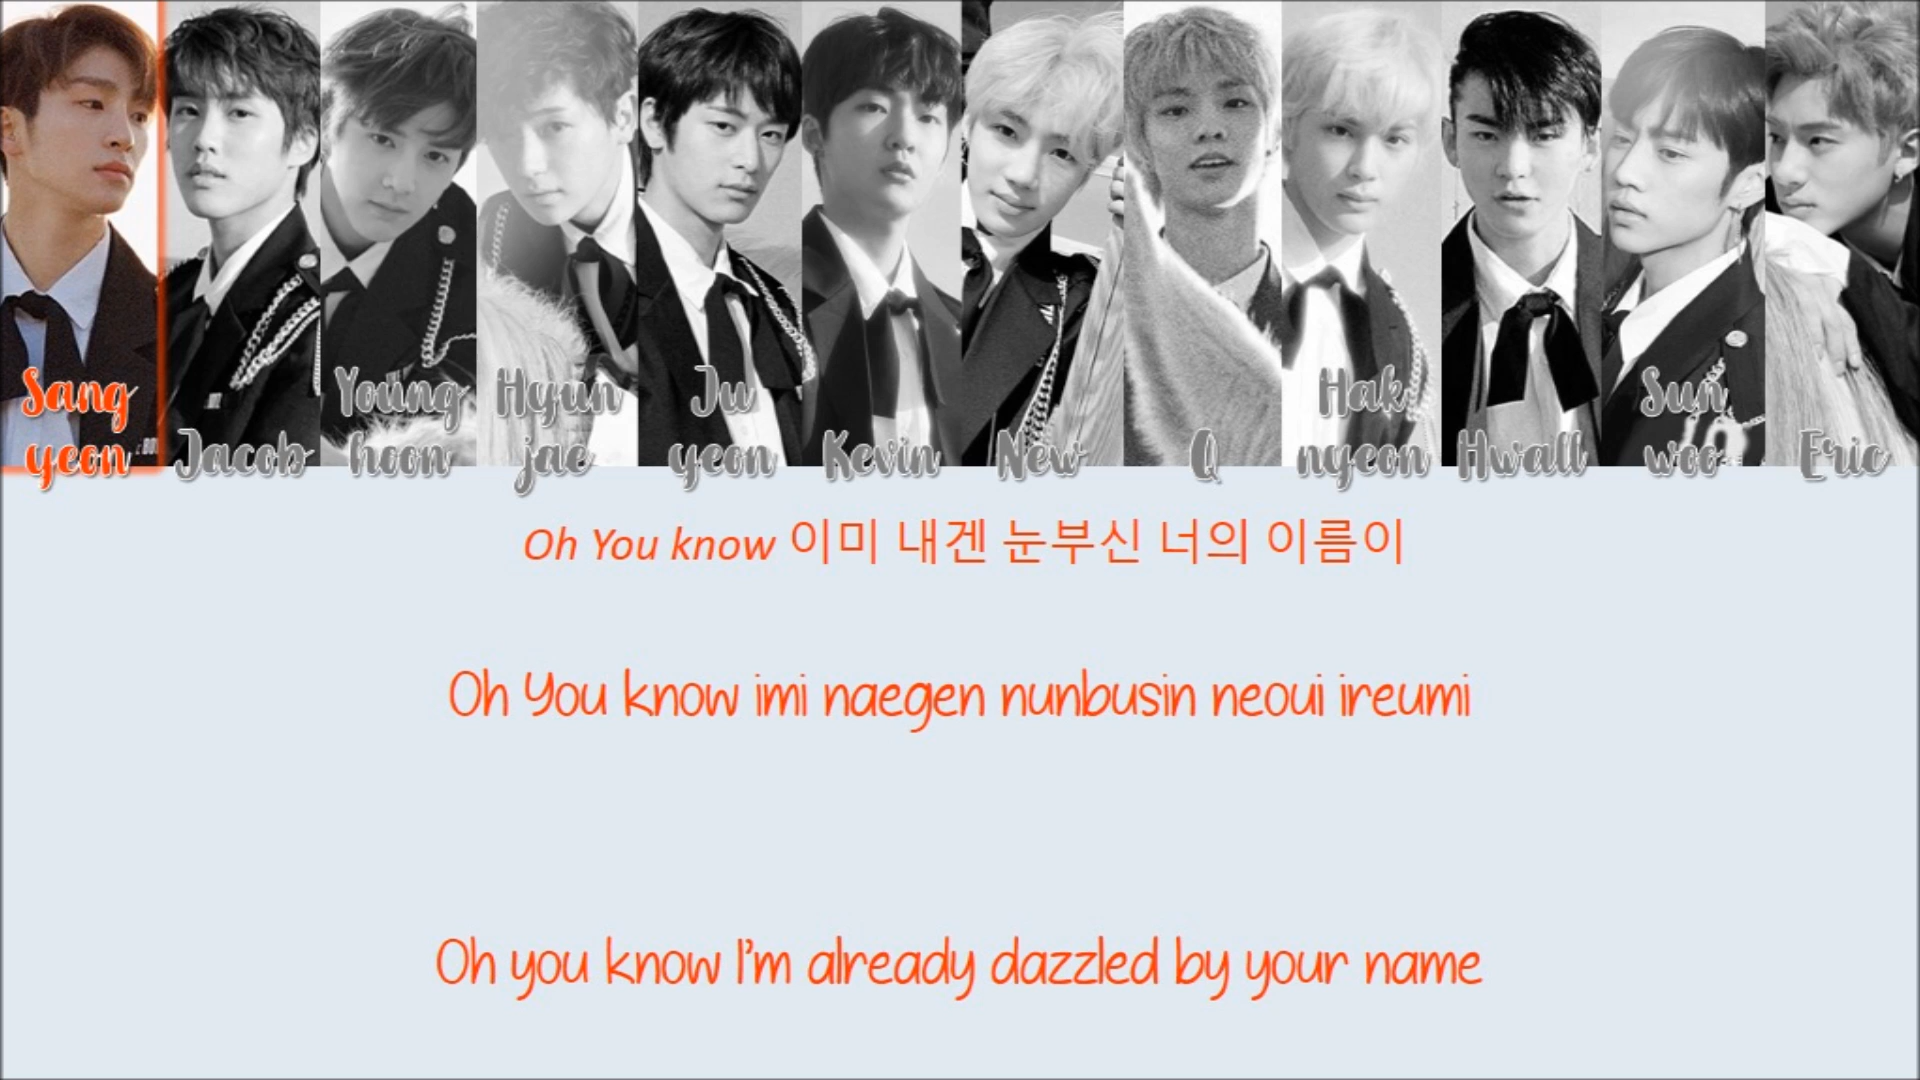 Sang yeon
Jacob
Young hoon
Hyun jae
Ju yeon
Kevin
New
Q
Hak nyeon
Hwall
Sun woo
Eric
Oh You know 이미 내겐 눈부신 너의 이름이
Oh You know imi naegen nunbusin neoui ireumi
Oh you know I'm already dazzled by your name